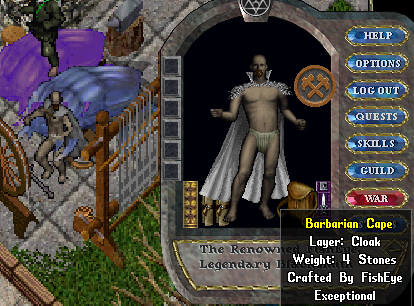 HELP
OPTIONS
LOG OUT
QUESTS
SKILLS
GUILD
WAR
The Renowned
Legendary
Barbarian Cape
Layer: Cloak
Weight: 4 Stones
Crafted By FishEye
Exceptional